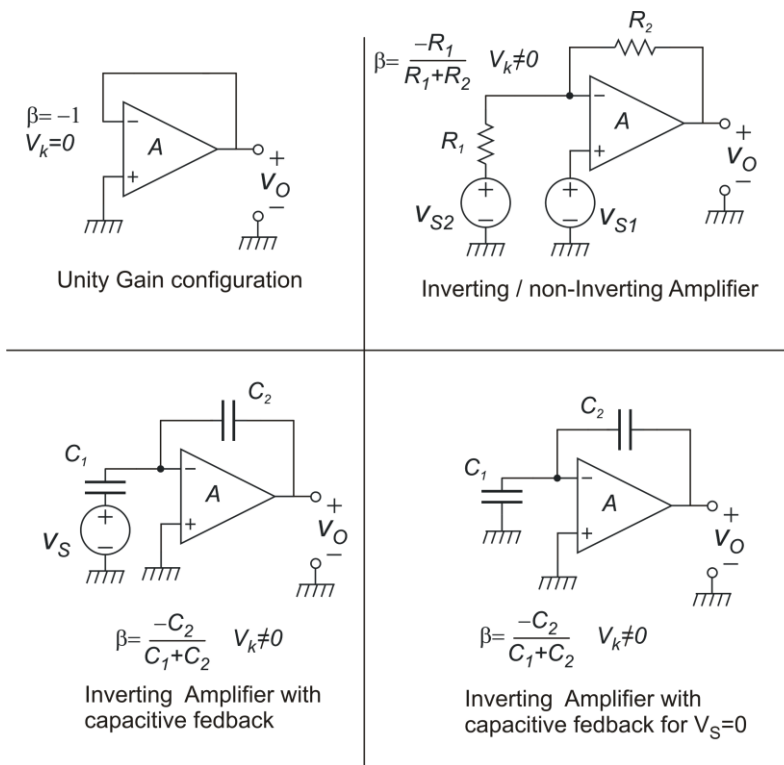 β=−1
V_k=0
−
A
+
+
V_O
−
Unity Gain configuration
β= −R_1 / R_1+R_2 V_k≠0
R_2
−
A
+
R_1
+
−
V_S2
+
−
V_S1
+
V_O
−
Inverting / non-Inverting Amplifier
C_2
C_1
−
A
+
+
−
V_S
+
V_O
−
β= −C_2 / C_1+C_2 V_k≠0
Inverting Amplifier with
capacitive fedback
C_2
C_1
−
A
+
+
V_O
−
β= −C_2 / C_1+C_2 V_k≠0
Inverting Amplifier with
capacitive fedback for V_S=0